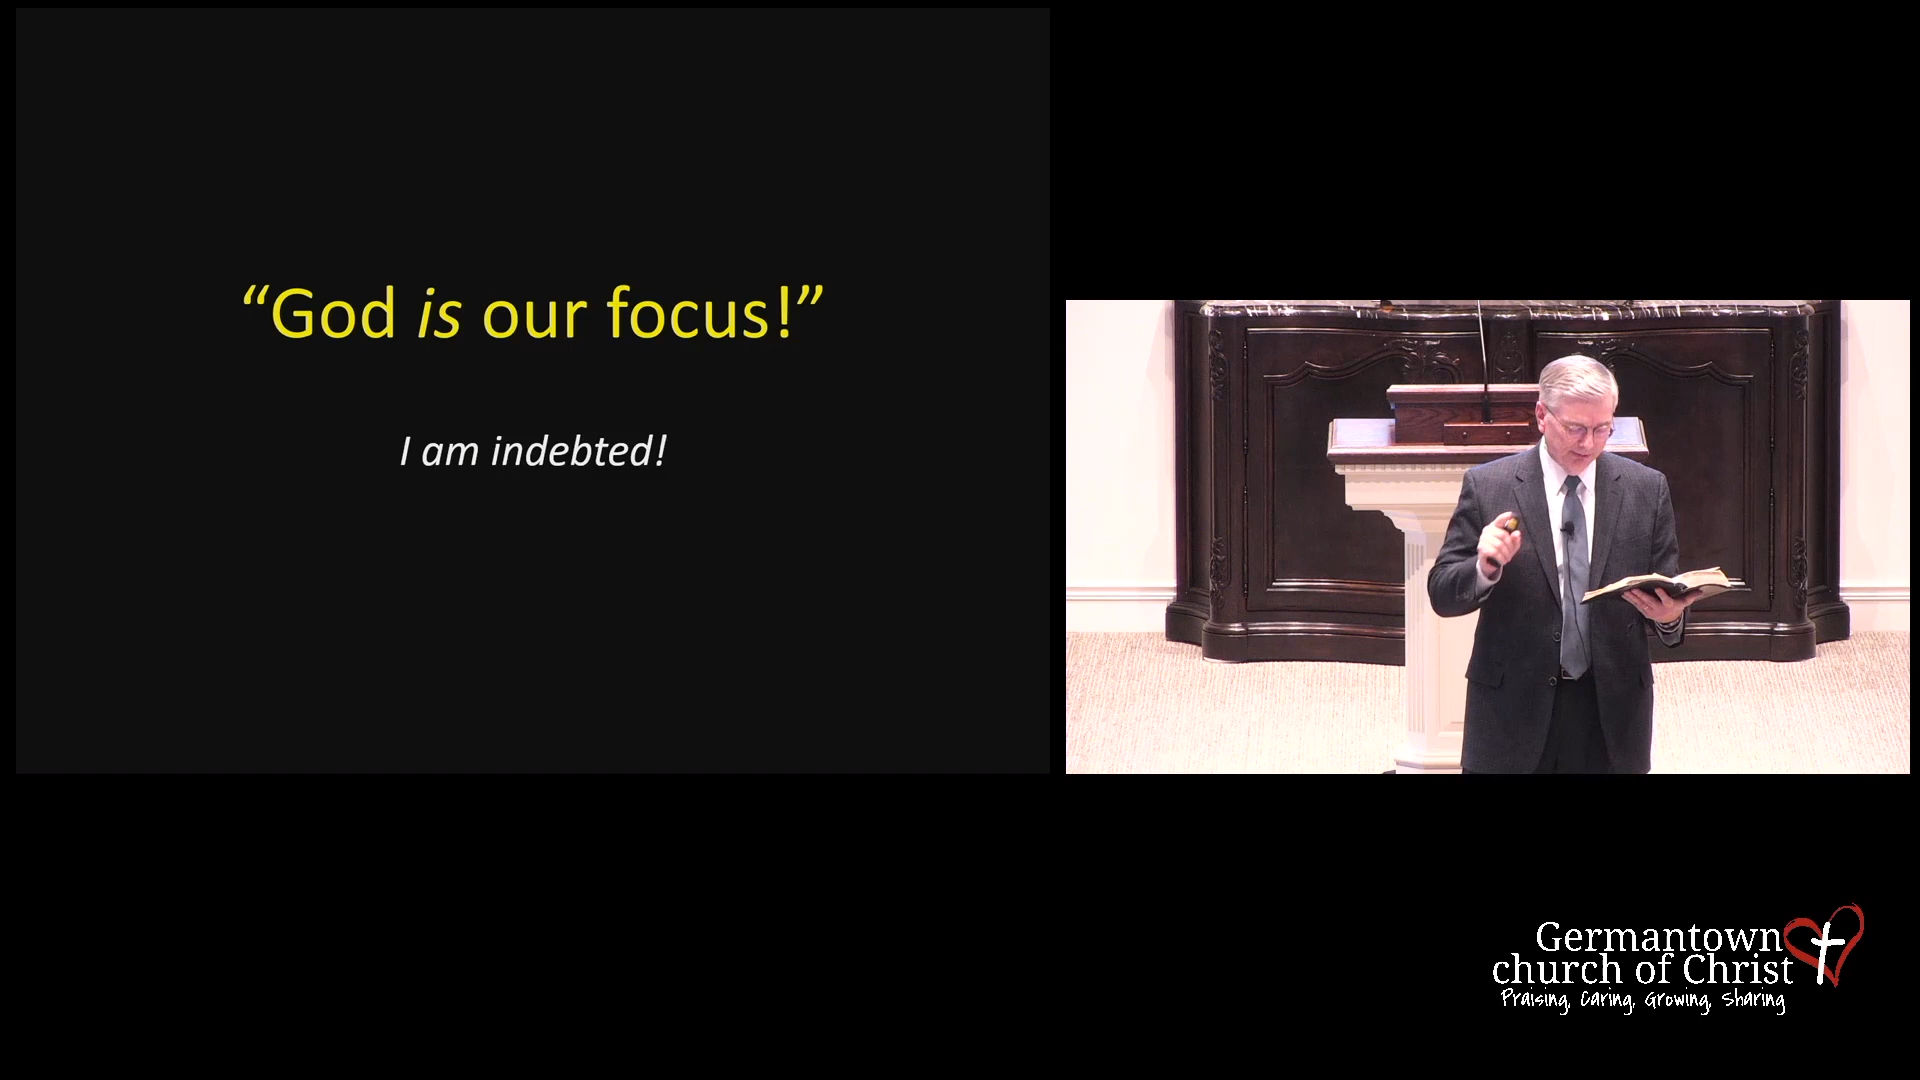 “God is our focus!”
I am indebted!
Germantown
church of Christ
Praising, Caring, Growing, Sharing